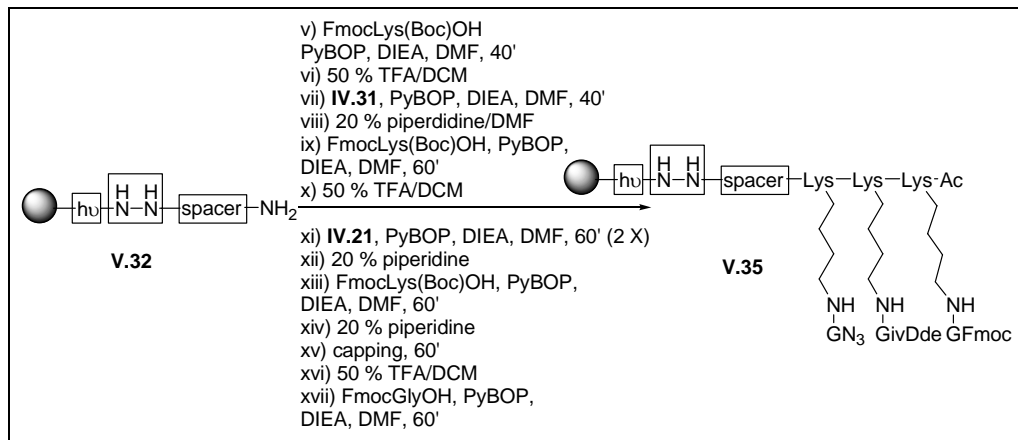 v) FmocLys(Boc)OH
PyBOP, DIEA, DMF, 40'
vi) 50 % TFA/DCM
vii) IV.31, PyBOP, DIEA, DMF, 40'
viii) 20 % piperdidine/DMF
ix) FmocLys(Boc)OH, PyBOP,
DIEA, DMF, 60'
x) 50 % TFA/DCM
hυ H N H N spacer NH2
V.32
xi) IV.21, PyBOP, DIEA, DMF, 60' (2 X)
xii) 20 % piperidine
xiii) FmocLys(Boc)OH, PyBOP,
DIEA, DMF, 60'
xiv) 20 % piperidine
xv) capping, 60'
xvi) 50 % TFA/DCM
xvii) FmocGlyOH, PyBOP,
DIEA, DMF, 60'
hυ H N H N spacer Lys Lys Lys Ac
V.35
NH NH NH
GN3 GivDde GFmoc